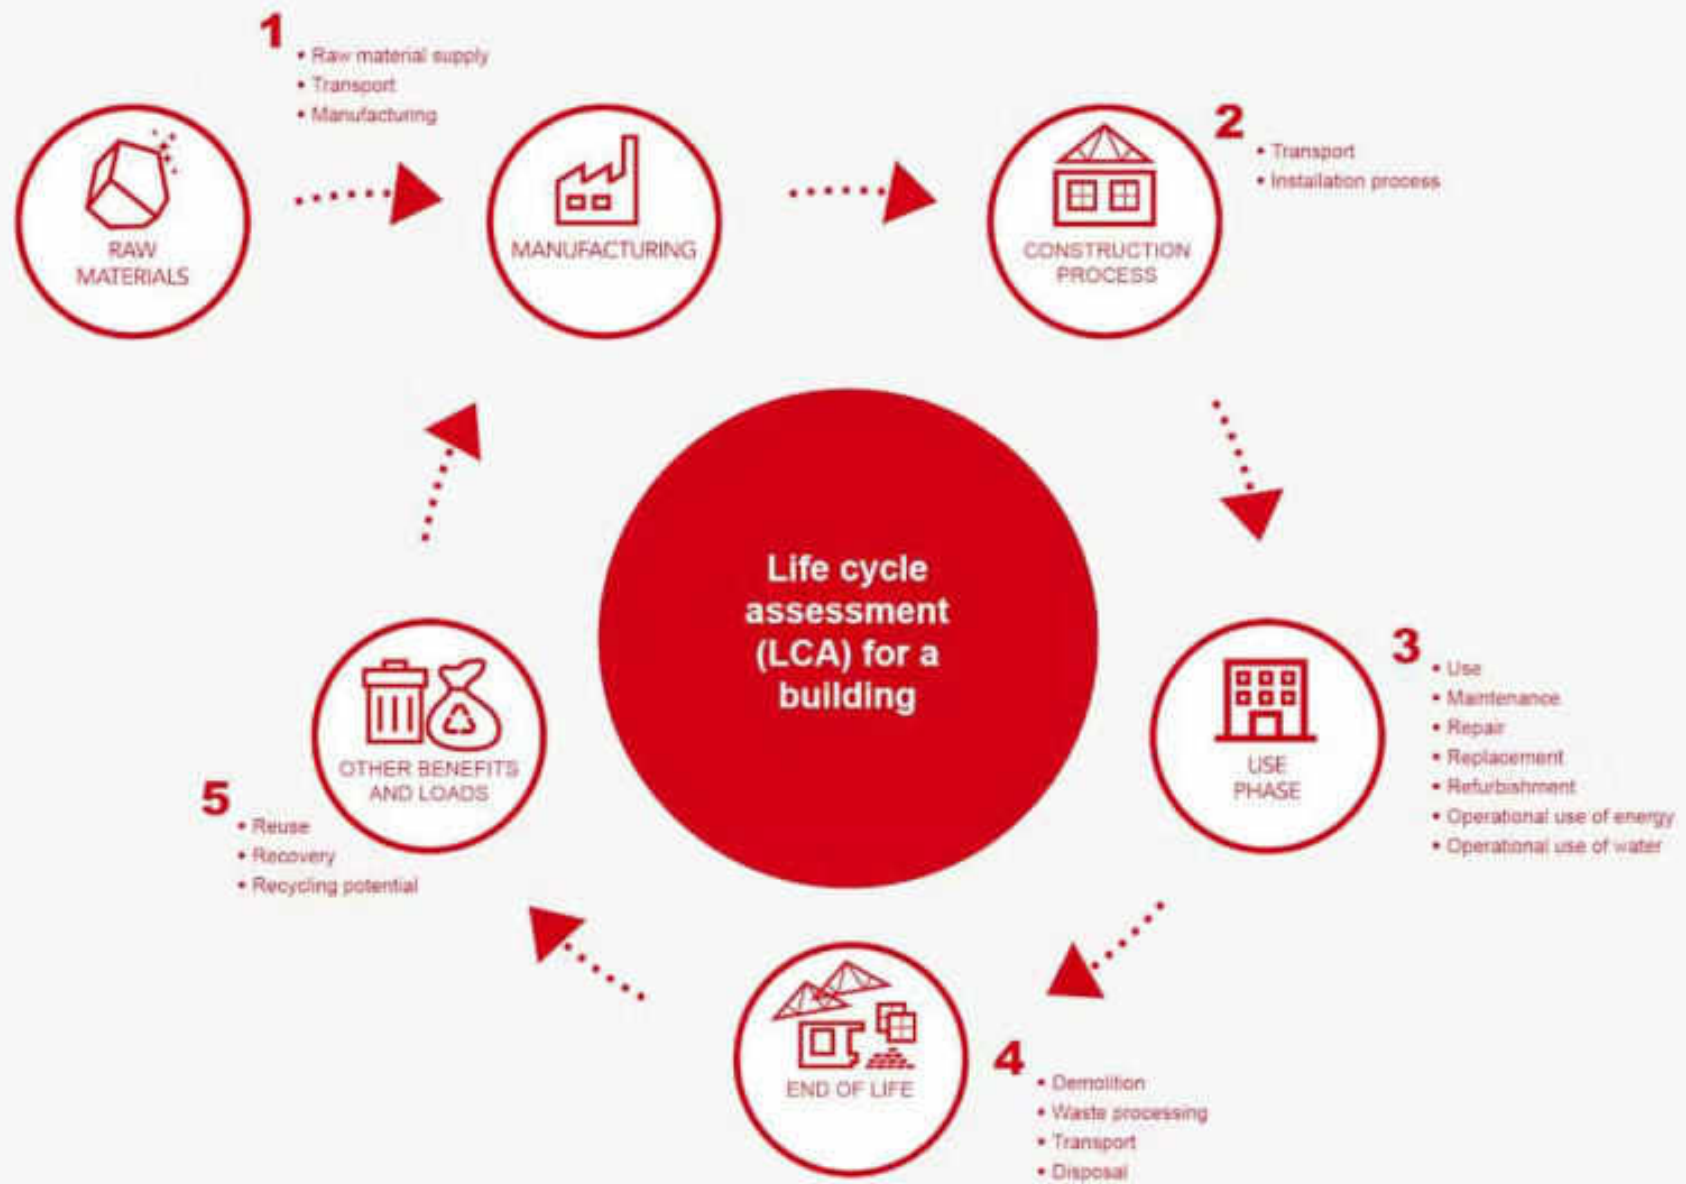 1
• Raw material supply
• Transport
• Manufacturing
RAW
MATERIALS
MANUFACTURING
CONSTRUCTION
PROCESS
2
• Transport
• Installation process
Life cycle
assessment
(LCA) for a
building
USE
PHASE
3
• Use
• Maintenance
• Repair
• Replacement
• Refurbishment
• Operational use of energy
• Operational use of water
END OF LIFE
4
• Demolition
• Waste processing
• Transport
• Disposal
OTHER BENEFITS
AND LOADS
5
• Reuse
• Recovery
• Recycling potential